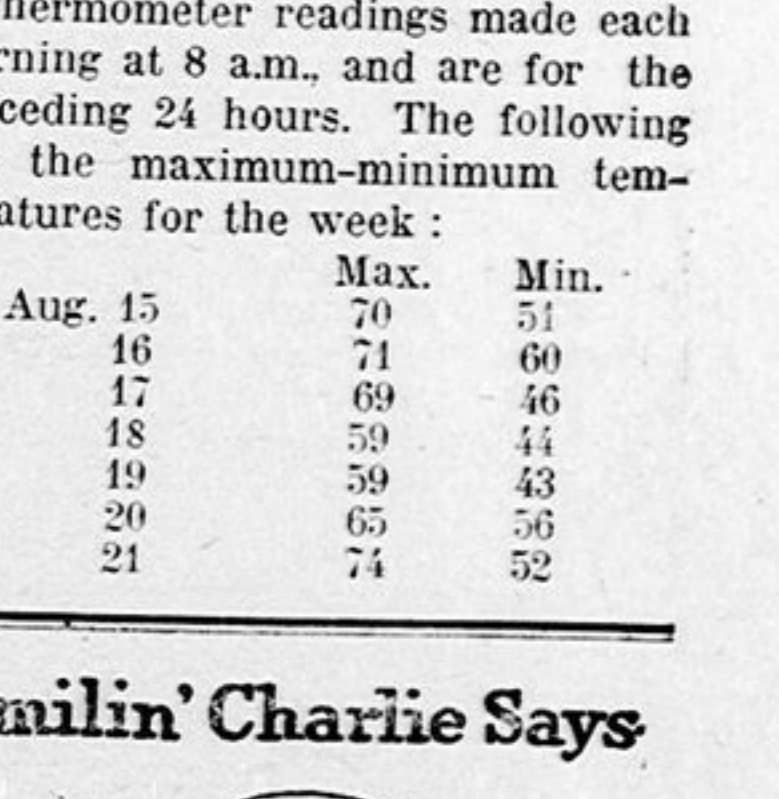 hermometer readings made each
rning at 8 a.m., and are for the
ceding 24 hours. The following
the maximum-minimum tem-
atures for the week :
Max. Min.
Aug. 15 70 51
16 71 60
17 69 46
18 59 44
19 59 43
20 65 56
21 74 52
milin' Charlie Says